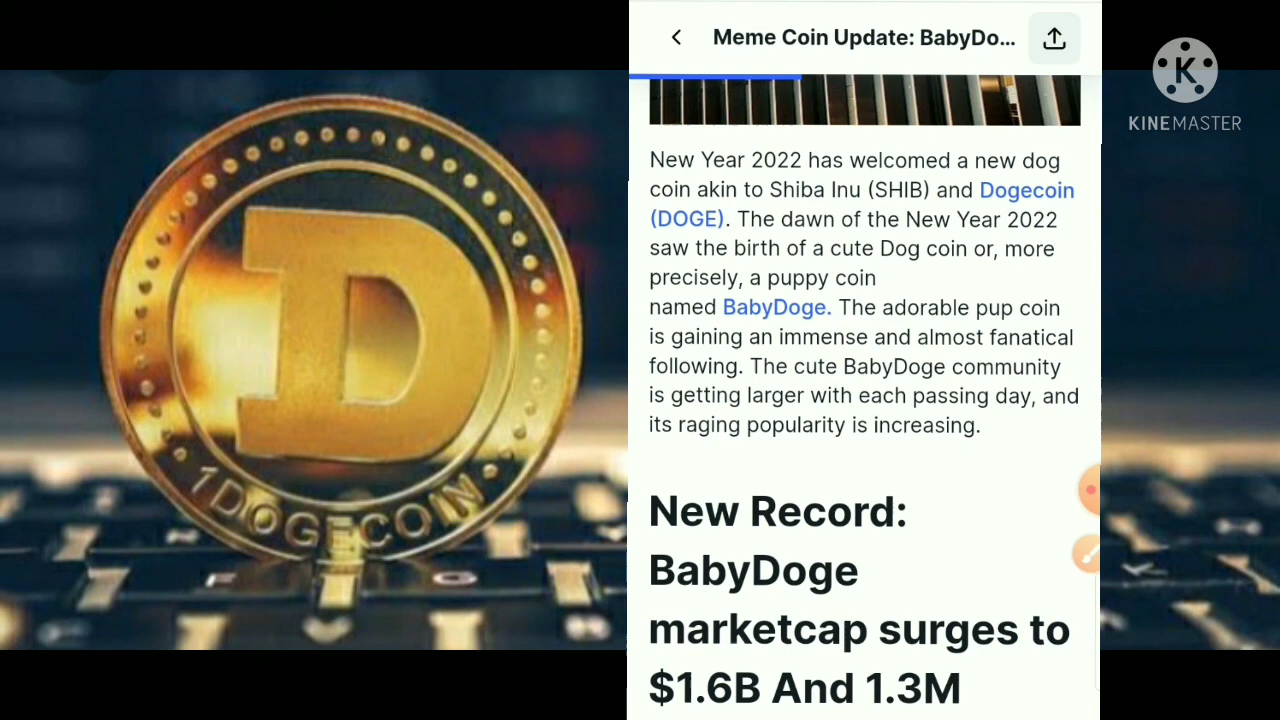 Meme Coin Update: BabyDo...
New Year 2022 has welcomed a new dog
coin akin to Shiba Inu (SHIB) and Dogecoin
(DOGE). The dawn of the New Year 2022
saw the birth of a cute Dog coin or, more
precisely, a puppy coin
named BabyDoge. The adorable pup coin
is gaining an immense and almost fanatical
following. The cute BabyDoge community
is getting larger with each passing day, and
its raging popularity is increasing.
New Record:
BabyDoge
marketcap surges to
$1.6B And 1.3M
D
1 DOGECOIN
K
KINEMASTER